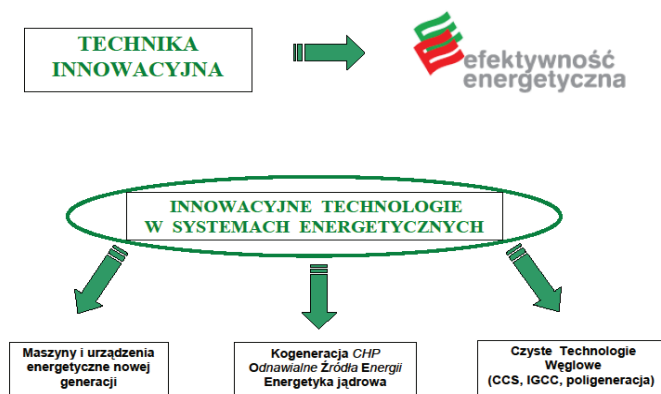 TECHNIKA
INNOWACYJNA
efektywność
energetyczna
INNOWACYJNE TECHNOLOGIE
W SYSTEMACH ENERGETYCZNYCH
Maszyny i urządzenia
energetyczne nowej
generacji
Kogeneracja CHP
Odnawialne Źródła Energii
Energetyka jądrowa
Czyste Technologie
Węglowe
(CCS, IGCC, poligeneracja)